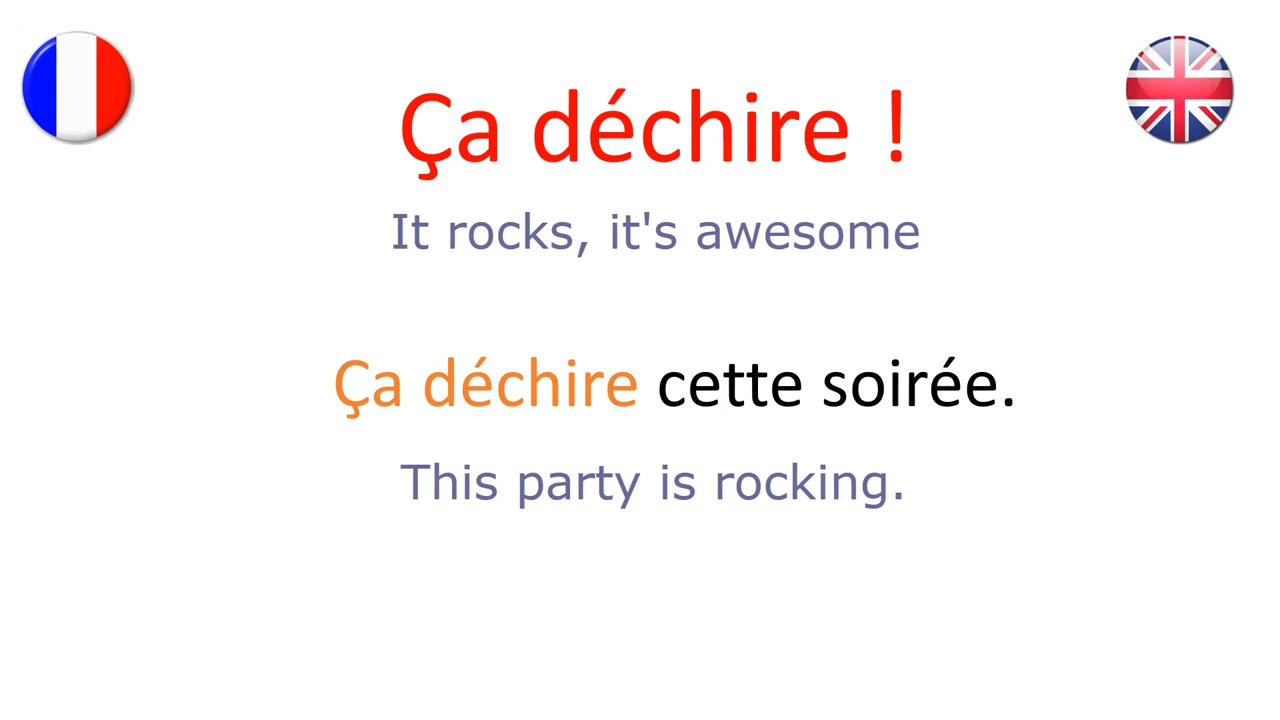 Ça déchire !
It rocks, it's awesome
Ça déchire cette soirée.
This party is rocking.